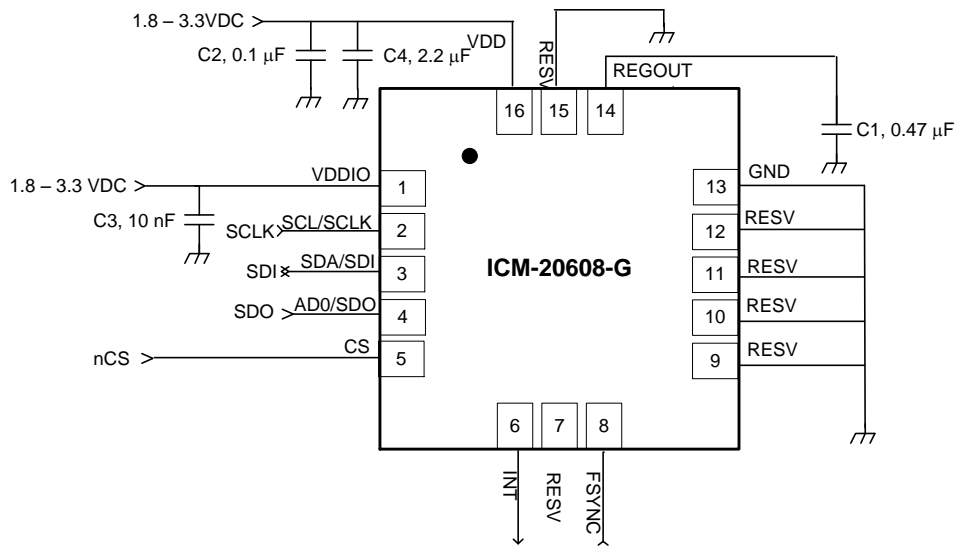 1.8 – 3.3VDC
C2, 0.1 µF
C4, 2.2 µF
VDD
RESV
REGOUT
C1, 0.47 µF
16
15
14
1.8 – 3.3 VDC
VDDIO
1
C3, 10 nF
SCLK
SCL/SCLK
2
SDI
SDA/SDI
3
SDO
AD0/SDO
4
nCS
CS
5
ICM-20608-G
13
GND
12
RESV
11
RESV
10
RESV
9
RESV
6
7
8
INT
RESV
FSYNC